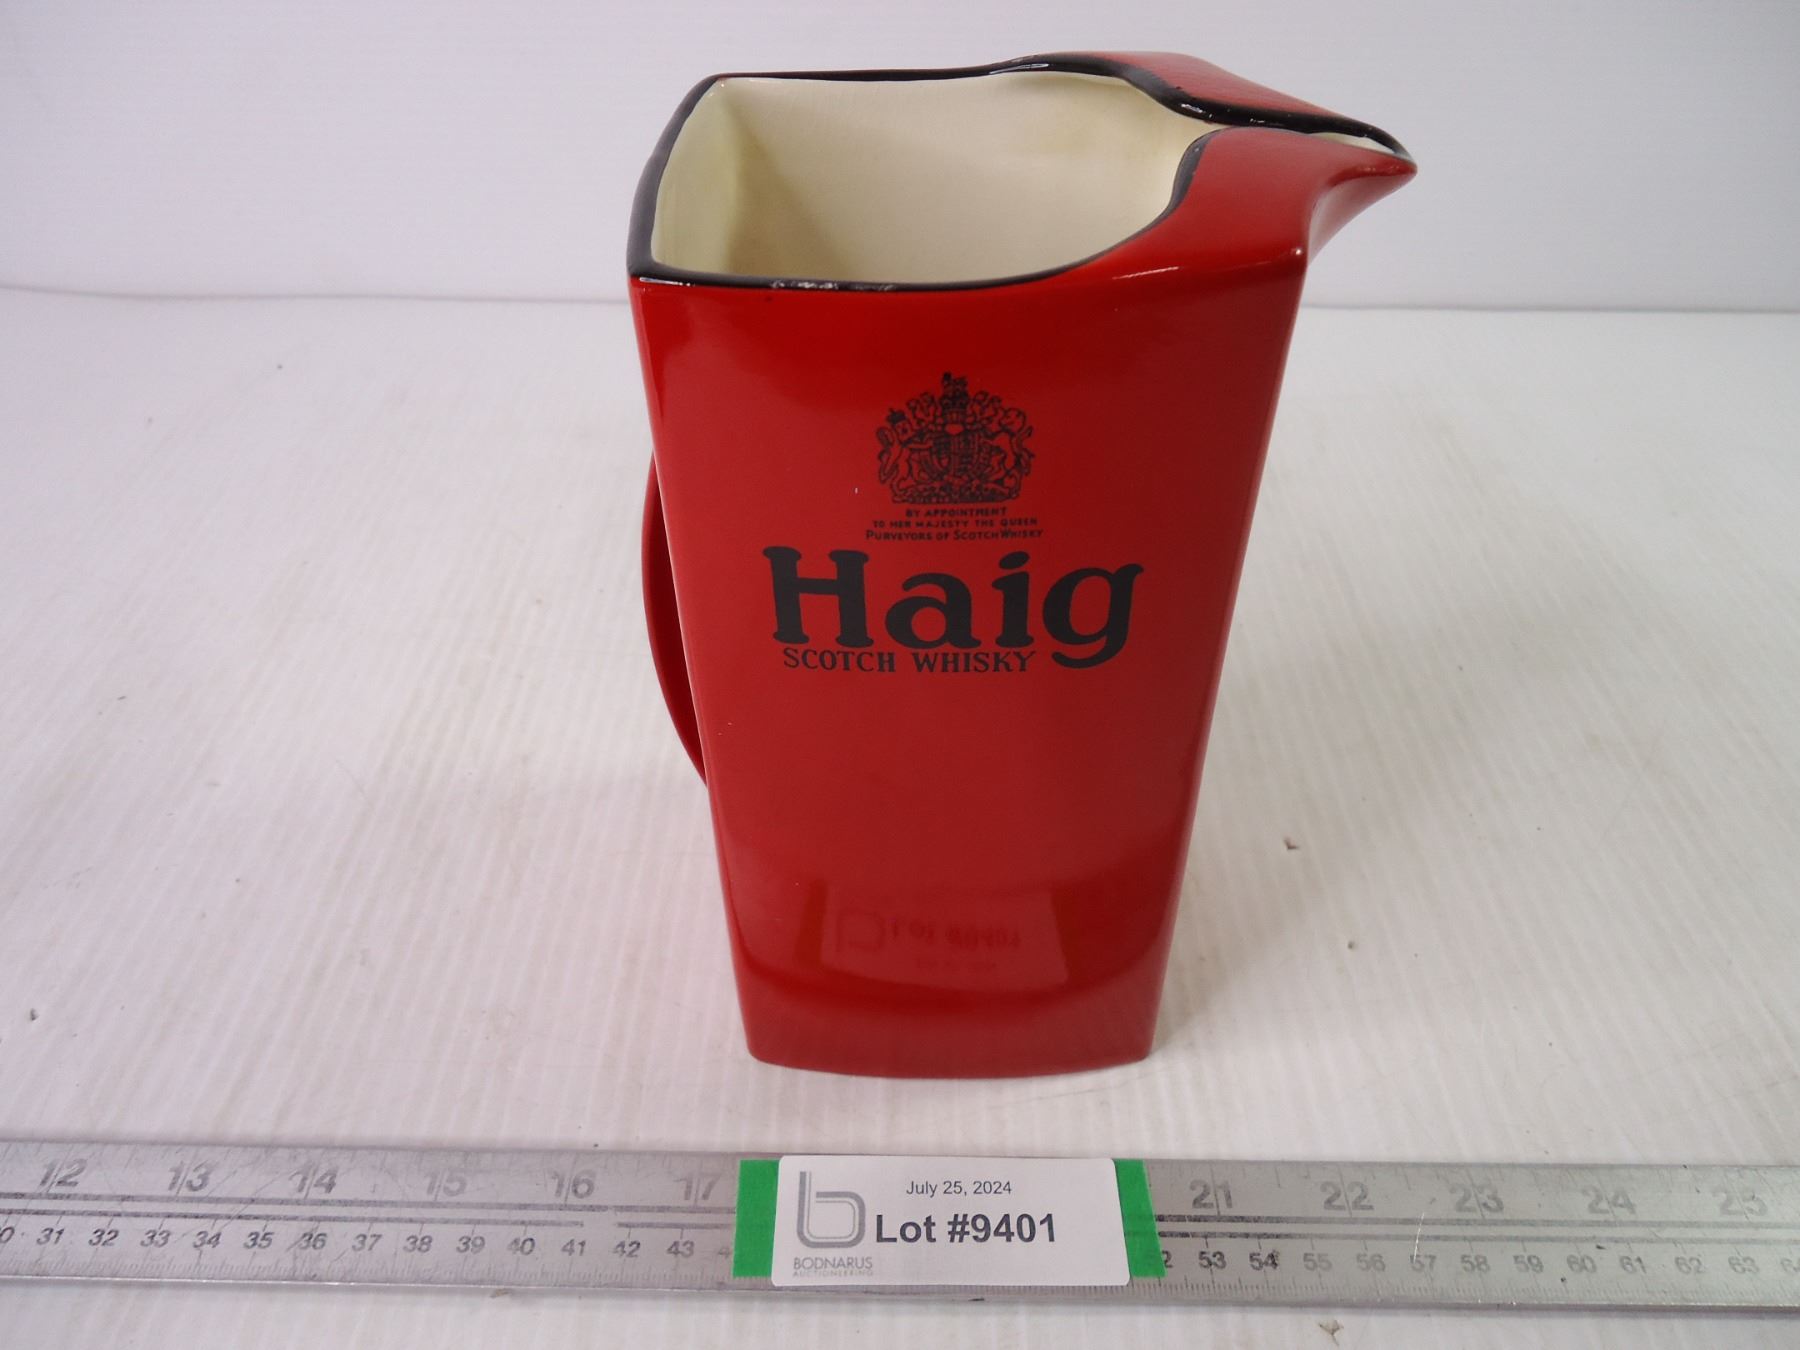 BY APPOINTMENT
TO HER MAJESTY THE QUEEN
PURVEYORS OF SCOTCH WHISKY
Haig
SCOTCH WHISKY
12 13 14 15 16 17 21 22 23 24 25
31 32 33 34 35 36 37 38 39 40 41 42 43 53 54 55 56 57 58 59 60 61 62 63
July 25, 2024
Lot #9401
BODNARUS
AUCTIONEERING